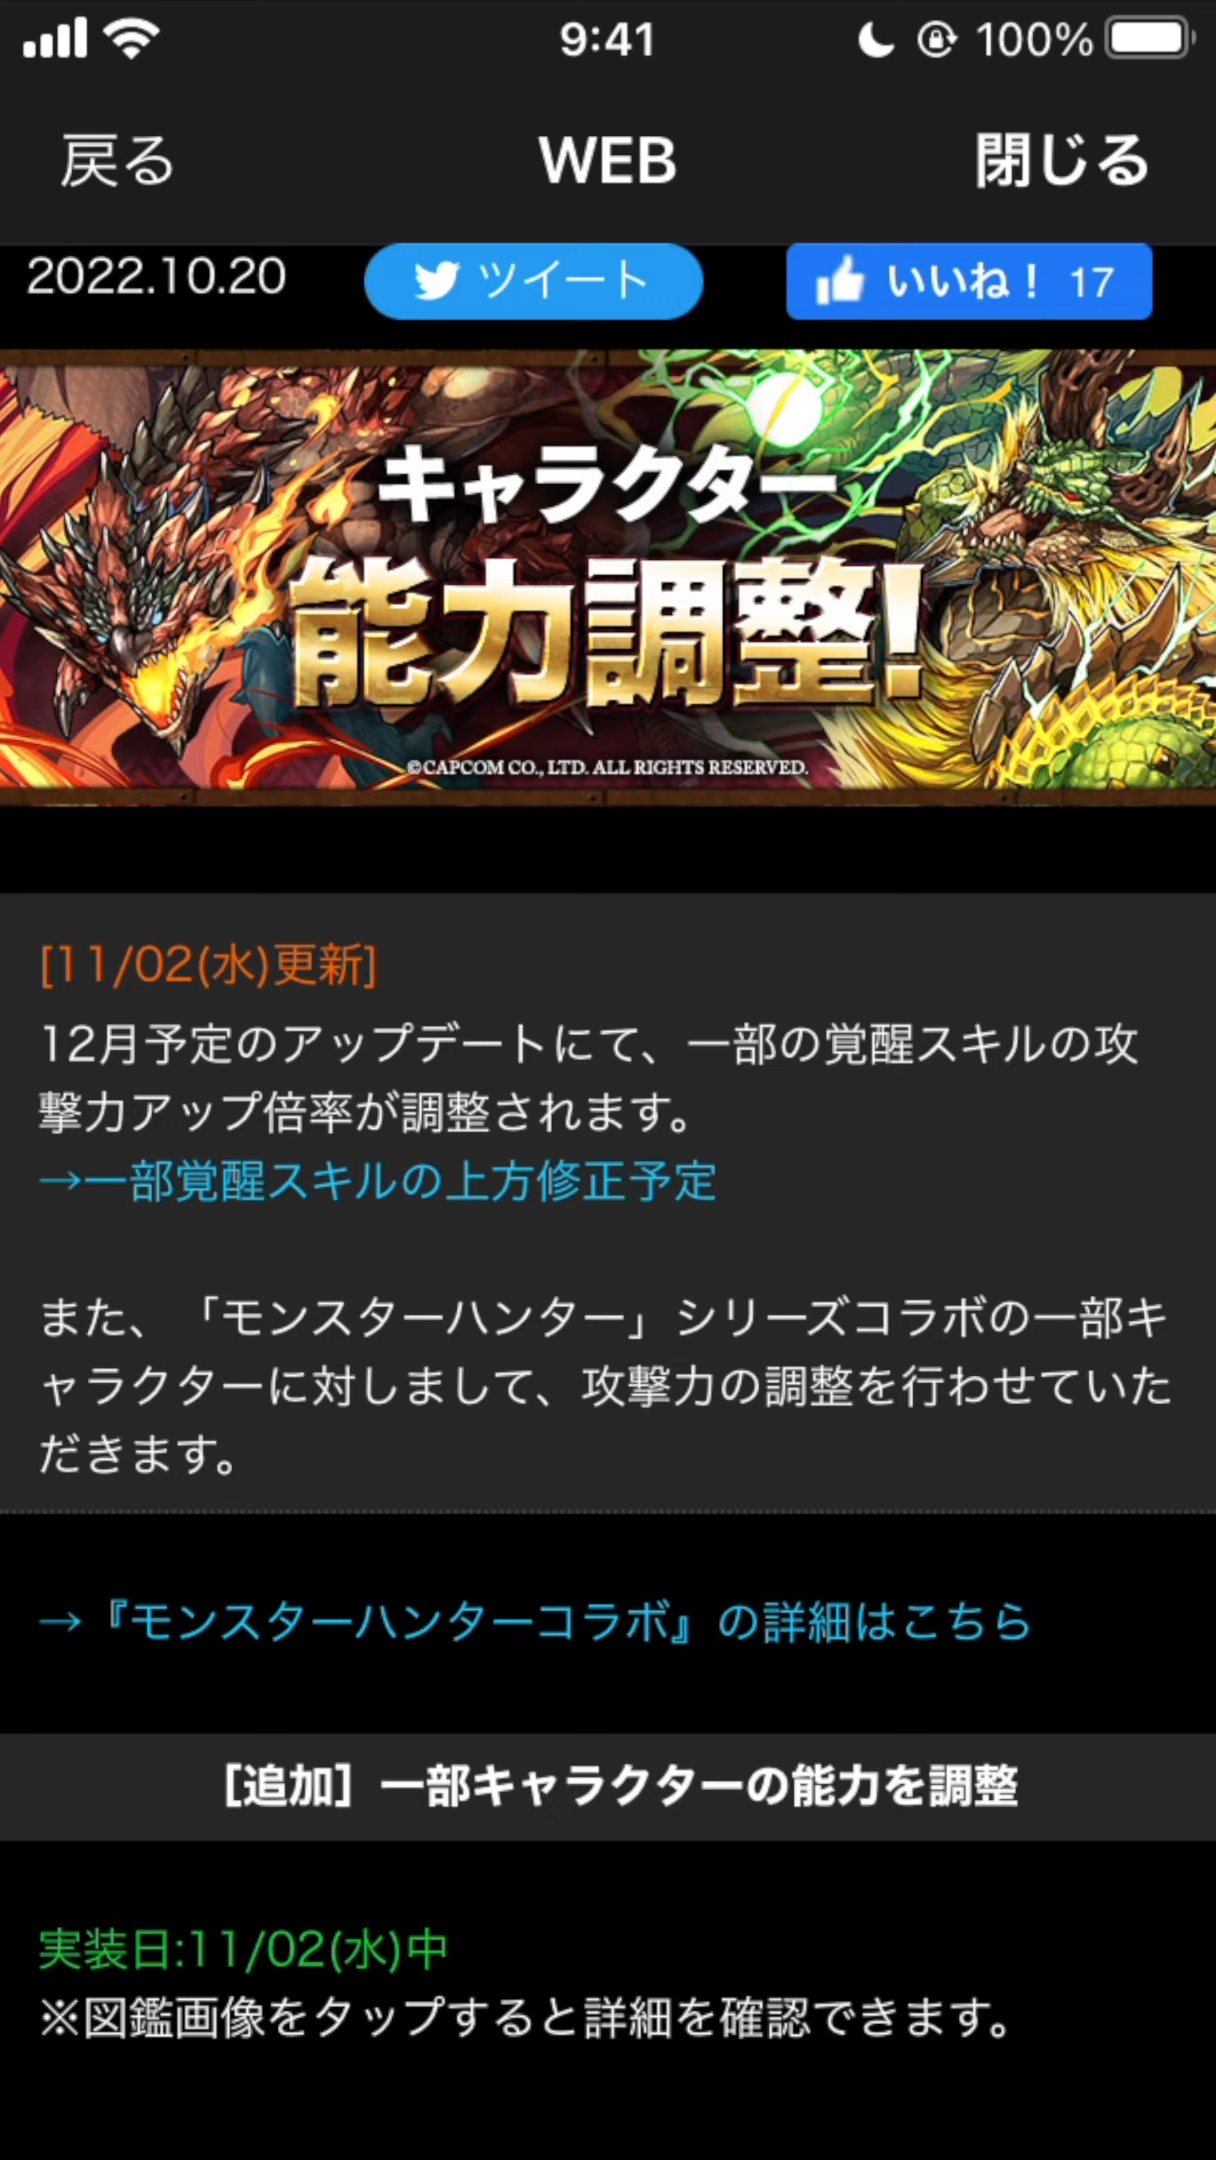 9:41
100%
戻る
WEB
閉じる
2022.10.20
ツイート
いいね！ 17
キャラクター
能力調整!
©CAPCOM CO., LTD. ALL RIGHTS RESERVED.
[11/02(水)更新]
12月予定のアップデートにて、一部の覚醒スキルの攻
撃力アップ倍率が調整されます。
→一部覚醒スキルの上方修正予定
また、「モンスターハンター」シリーズコラボの一部キ
ャラクターに対しまして、攻撃力の調整を行わせていた
だきます。
→『モンスターハンターコラボ』の詳細はこちら
［追加］一部キャラクターの能力を調整
実装日:11/02(水)中
※図鑑画像をタップすると詳細を確認できます。